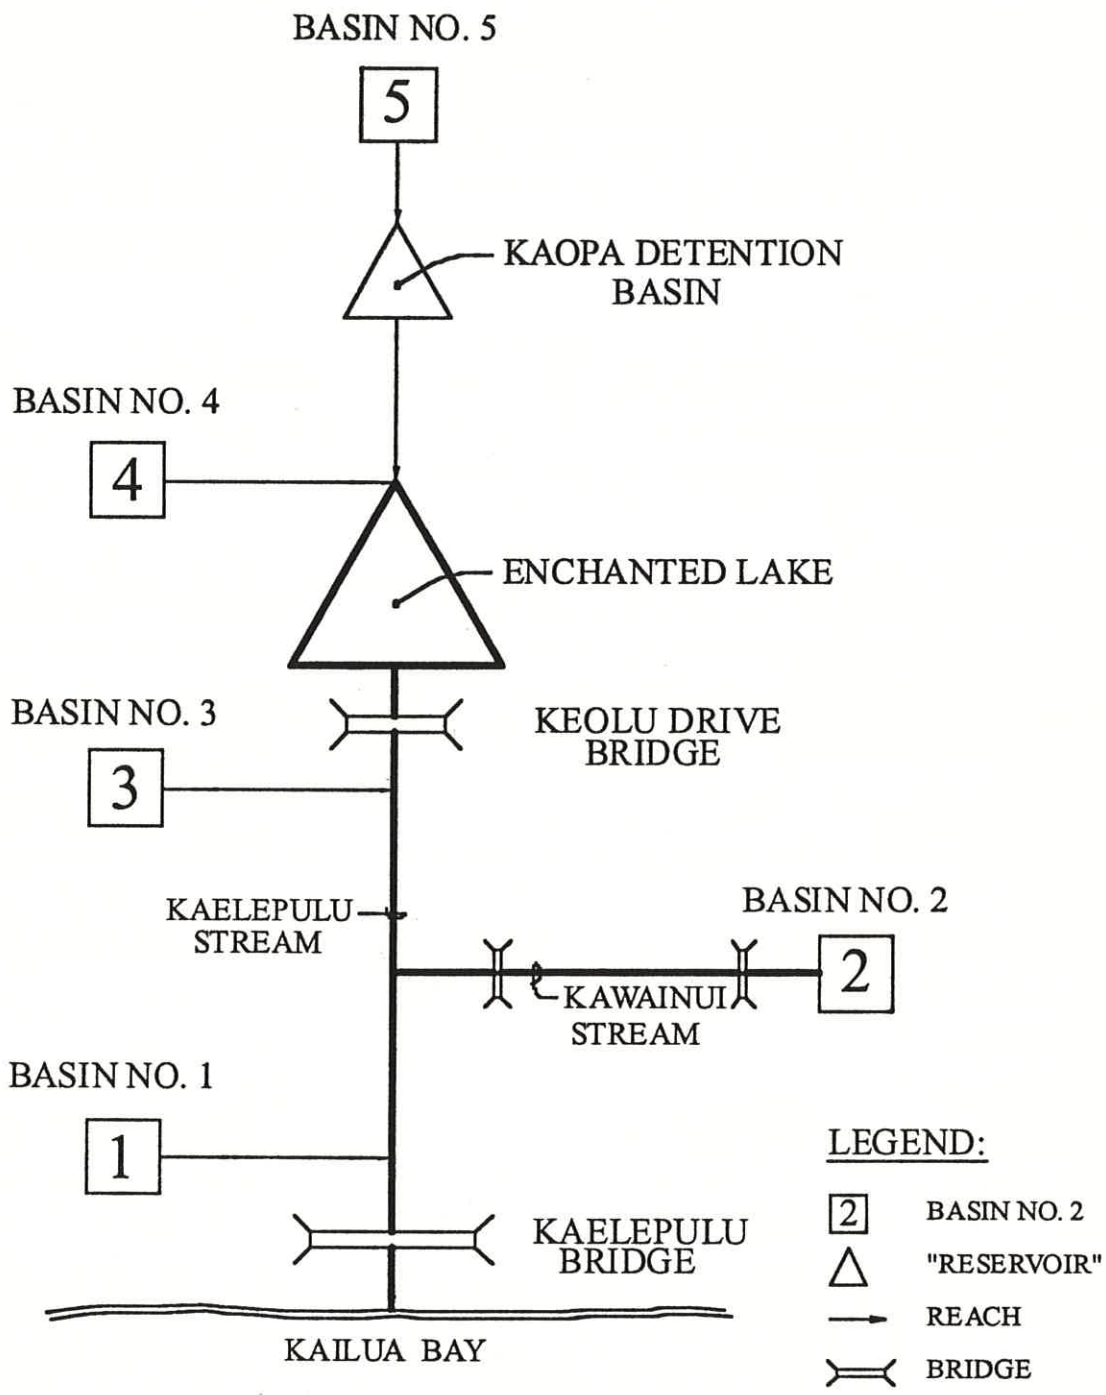 BASIN NO. 5
5
KAOPA DETENTION
BASIN
BASIN NO. 4
4
ENCHANTED LAKE
BASIN NO. 3
KEOLU DRIVE
BRIDGE
3
KAELEPULU
STREAM
BASIN NO. 2
2
KAWAINUI
STREAM
BASIN NO. 1
1
KAELEPULU
BRIDGE
KAILUA BAY
LEGEND:
2 BASIN NO. 2
"RESERVOIR"
REACH
BRIDGE